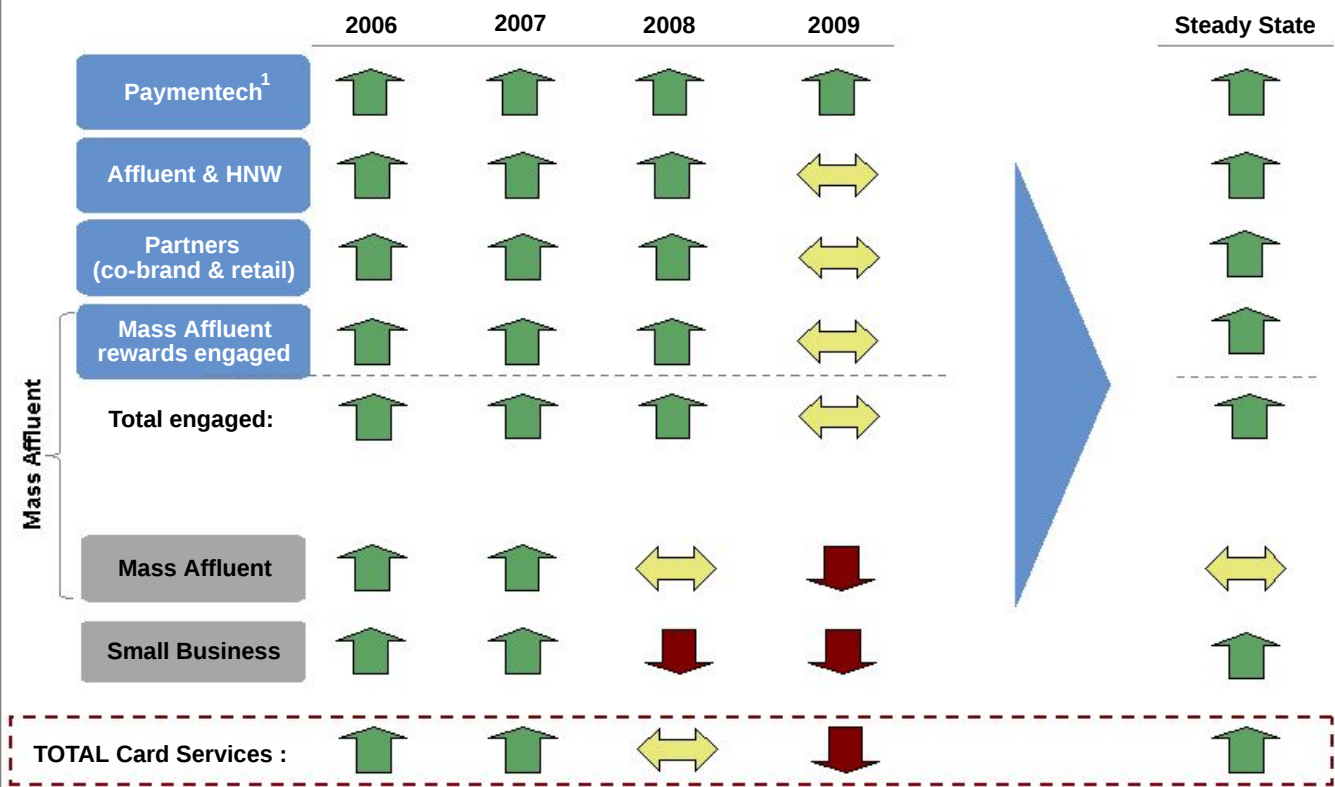 2006 2007 2008 2009 Steady State
Paymentech1
Affluent & HNW
Partners
(co-brand & retail)
Mass Affluent
rewards engaged
Total engaged:
Mass Affluent
Mass Affluent
Small Business
TOTAL Card Services :